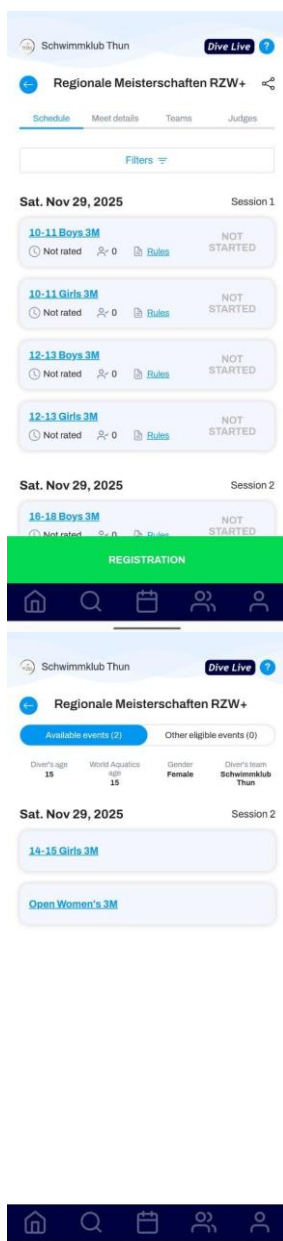 Schwimmklub Thun
Dive Live ?
Regionale Meisterschaften RZW+
Schedule Meet details Teams Judges
Filters
Sat. Nov 29, 2025 Session 1
10-11 Boys 3M
NOT STARTED
Not rated 0 Rules
10-11 Girls 3M
NOT STARTED
Not rated 0 Rules
12-13 Boys 3M
NOT STARTED
Not rated 0 Rules
12-13 Girls 3M
NOT STARTED
Not rated 0 Rules
Sat. Nov 29, 2025 Session 2
16-18 Boys 3M
NOT STARTED
Not rated 0 Rules
REGISTRATION
Schwimmklub Thun
Dive Live ?
Regionale Meisterschaften RZW+
Available events (2) Other eligible events (0)
Diver's age
15
World Aquatics age
15
Gender
Female
Diver's team
Schwimmklub Thun
Sat. Nov 29, 2025 Session 2
14-15 Girls 3M
Open Women's 3M